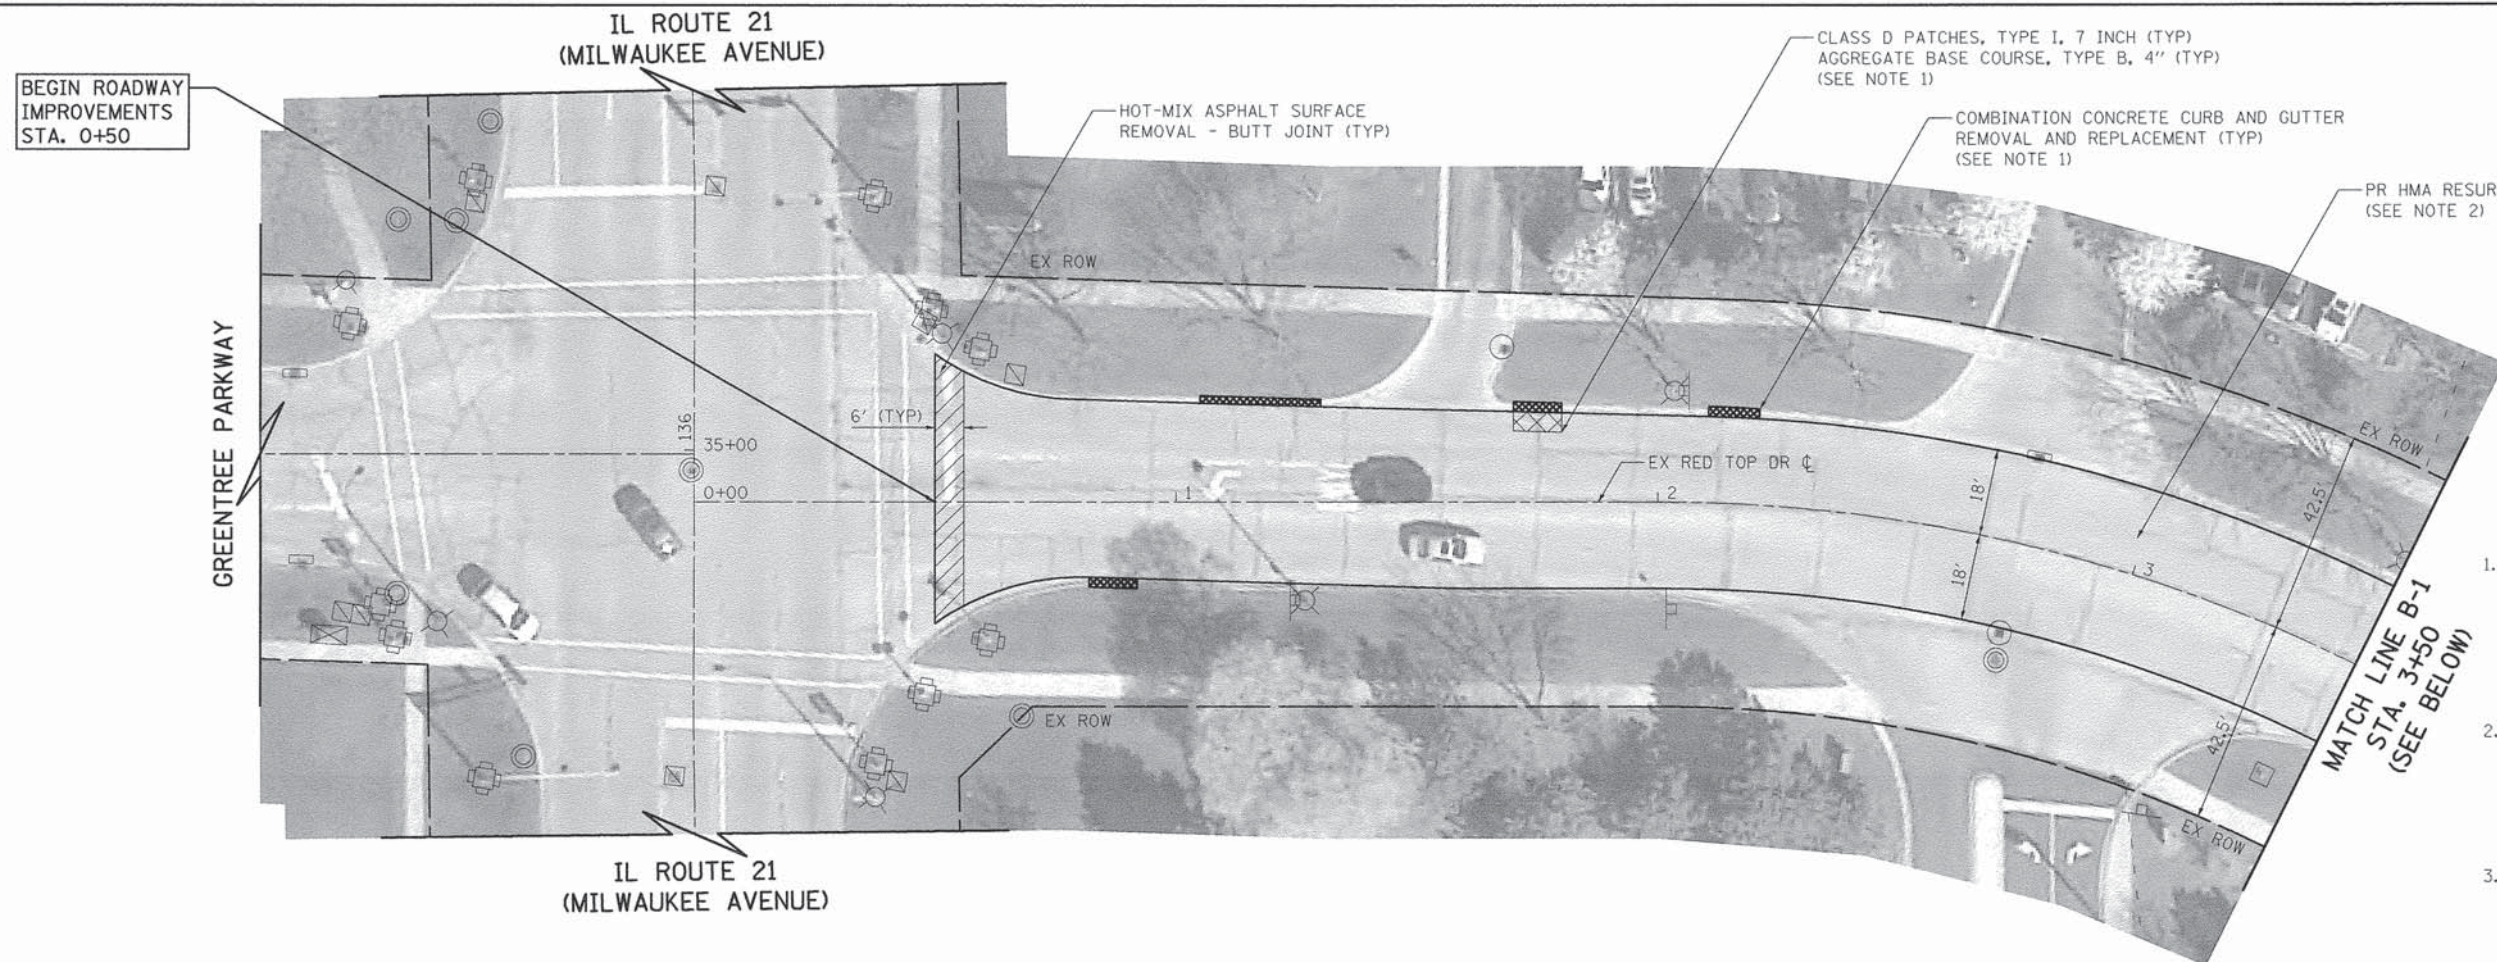 IL ROUTE 21
(MILWAUKEE AVENUE)
BEGIN ROADWAY
IMPROVEMENTS
STA. 0+50
HOT-MIX ASPHALT SURFACE
REMOVAL - BUTT JOINT (TYP)
CLASS D PATCHES, TYPE I, 7 INCH (TYP)
AGGREGATE BASE COURSE, TYPE B, 4" (TYP)
(SEE NOTE 1)
COMBINATION CONCRETE CURB AND GUTTER
REMOVAL AND REPLACEMENT (TYP)
(SEE NOTE 1)
PR HMA RESUR
(SEE NOTE 2)
EX ROW
GREENTREE PARKWAY
136
35+00
0+00
6' (TYP)
1
EX RED TOP DR ℄
2
18'
18'
3
42.5'
42.5'
EX ROW
EX ROW
EX ROW
MATCH LINE B-1
STA. 3+50
(SEE BELOW)
1.
2.
3.
IL ROUTE 21
(MILWAUKEE AVENUE)